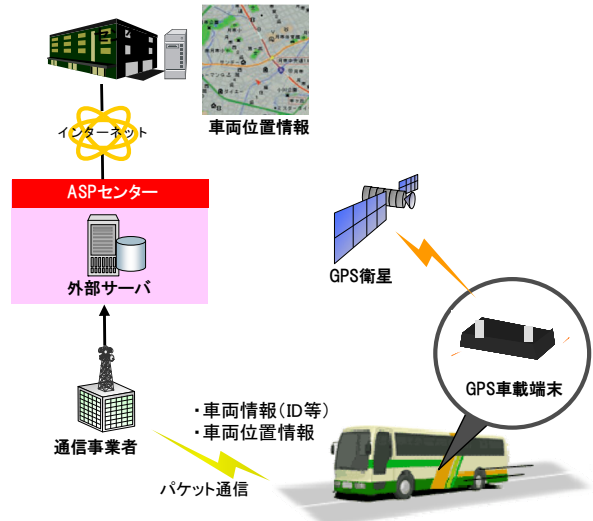 車両位置情報
インターネット
ASPセンター
外部サーバ
GPS衛星
GPS車載端末
・車両情報(ID等)
・車両位置情報
通信事業者
パケット通信